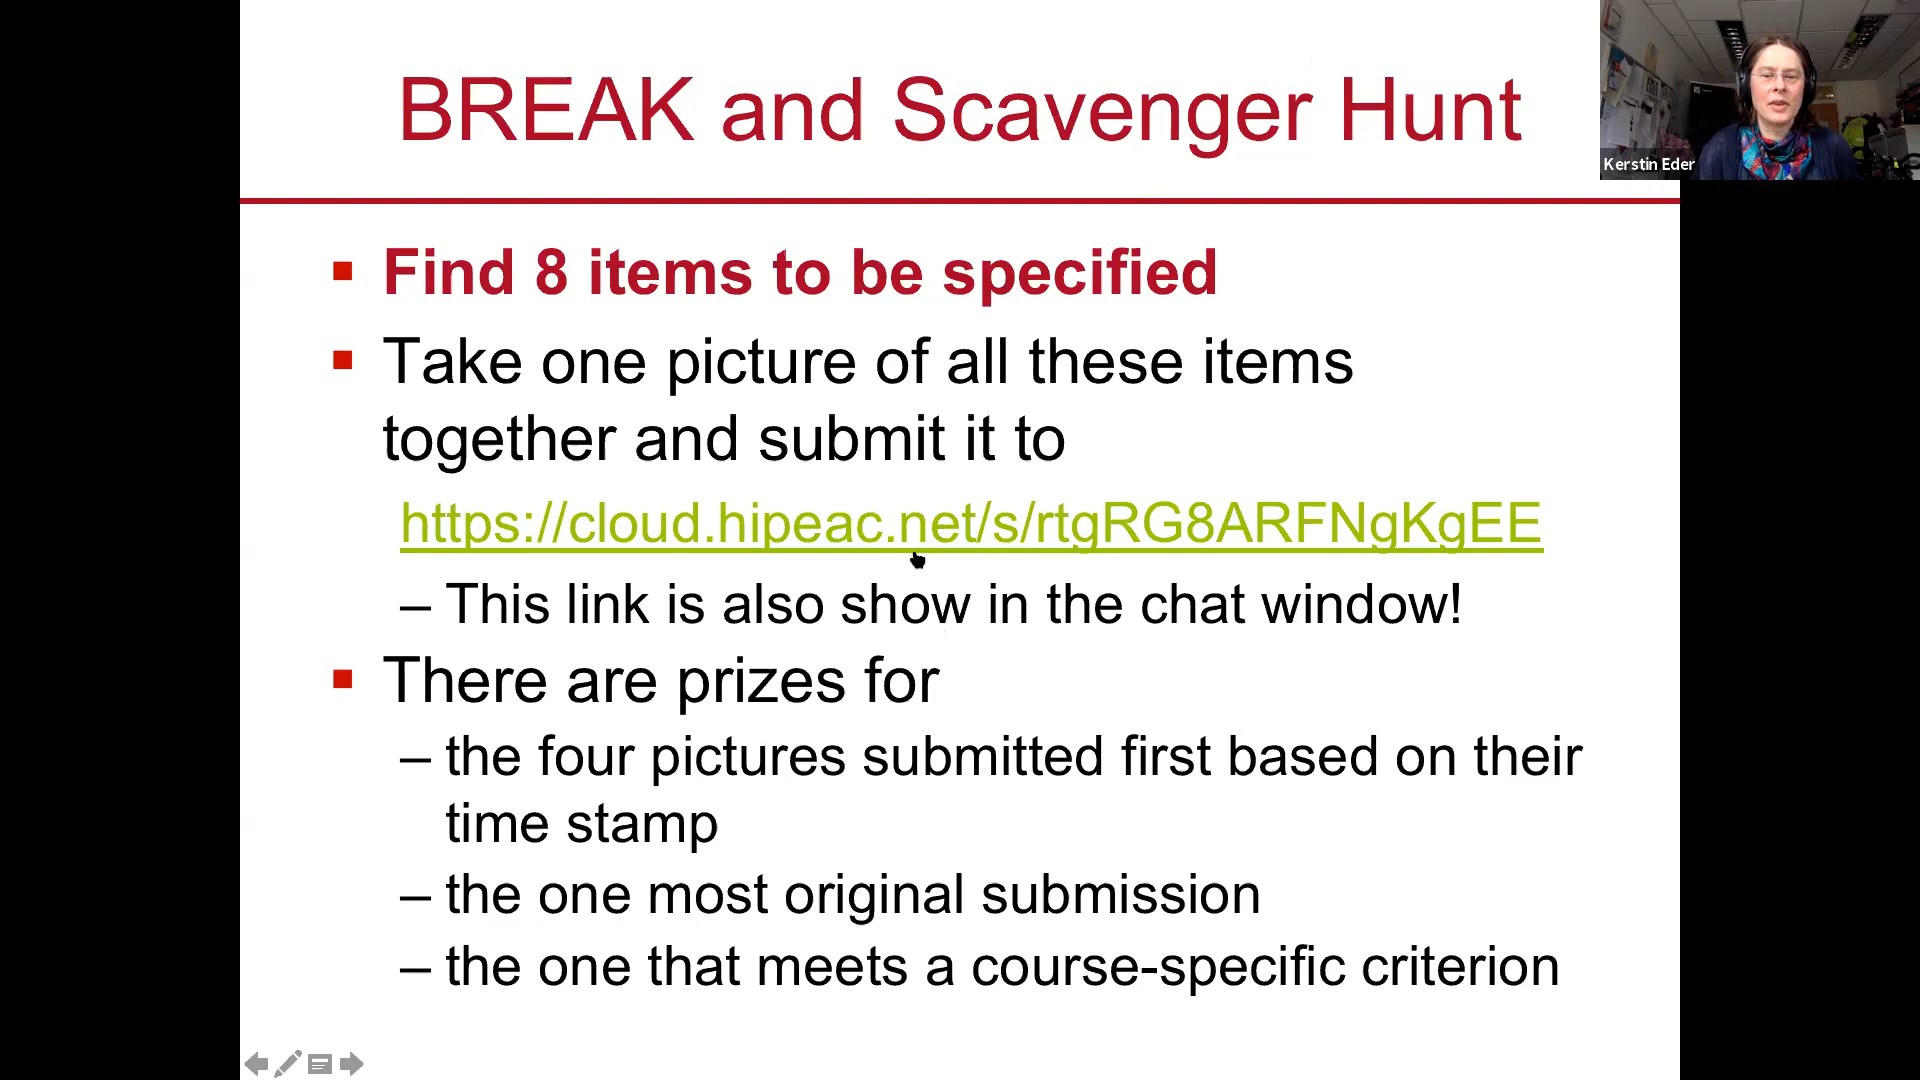 BREAK and Scavenger Hunt
Kerstin Eder
▪ Find 8 items to be specified
▪ Take one picture of all these items
together and submit it to
https://cloud.hipeac.net/s/rtgRG8ARFNgKgEE
– This link is also show in the chat window!
▪ There are prizes for
– the four pictures submitted first based on their
time stamp
– the one most original submission
– the one that meets a course-specific criterion